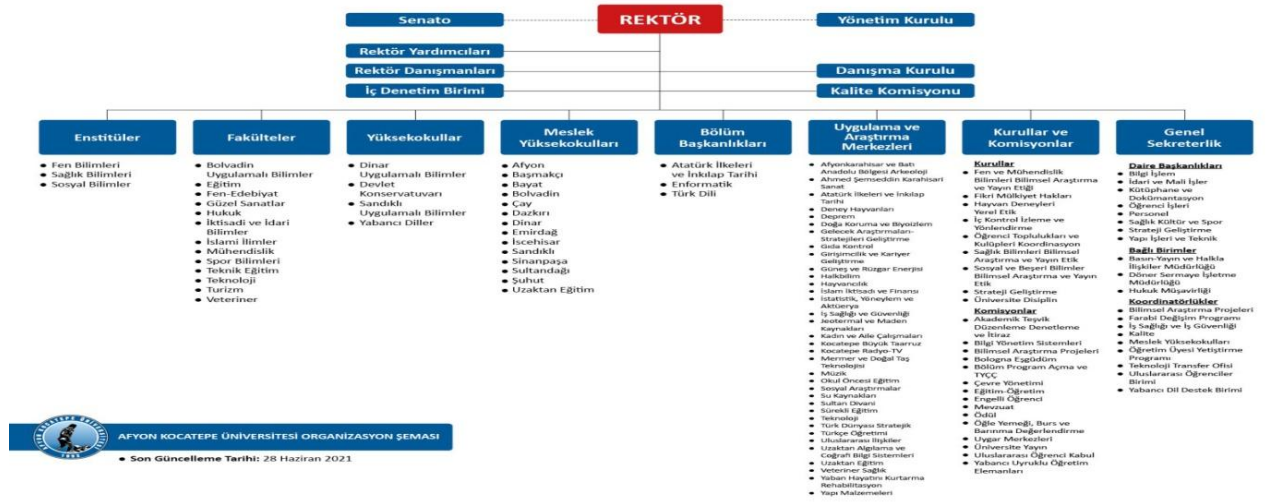 Senato
REKTÖR
Yönetim Kurulu
Rektör Yardımcıları
Rektör Danışmanları
Danışma Kurulu
İç Denetim Birimi
Kalite Komisyonu
Enstitüler
• Fen Bilimleri
• Sağlık Bilimleri
• Sosyal Bilimler
Fakülteler
• Bolvadin
Uygulamalı Bilimler
• Eğitim
• Fen-Edebiyat
• Güzel Sanatlar
• Hukuk
• İktisadi ve İdari
Bilimler
• İslami İlimler
• Mühendislik
• Spor Bilimleri
• Teknik Eğitim
• Teknoloji
• Turizm
• Veteriner
Yüksekokullar
• Dinar
Uygulamalı Bilimler
• Devlet
Konservatuvarı
• Sandıklı
Uygulamalı Bilimler
• Yabancı Diller
Meslek
Yüksekokulları
• Afyon
• Başmakçı
• Bayat
• Bolvadin
• Çay
• Dazkırı
• Dinar
• Emirdağ
• İscehisar
• Sandıklı
• Sinanpaşa
• Sultandağı
• Şuhut
• Uzaktan Eğitim
Bölüm
Başkanlıkları
• Atatürk İlkeleri
ve İnkılap Tarihi
• Enformatik
• Türk Dili
Uygulama ve
Araştırma
Merkezleri
• Afyonkarahisar ve Batı
Anadolu Bölgesi Arkeoloji
• Ahmed Şemseddin Karahisari
Sanat
• Atatürk İlkeleri ve İnkılap
Tarihi
• Deney Hayvanları
• Deprem
• Doğa Koruma ve Biyoizlem
• Gelecek Araştırmaları-
Stratejileri Geliştirme
• Gıda Kontrol
• Girişimcilik ve Kariyer
Geliştirme
• Güneş ve Rüzgar Enerjisi
• Halkbilim
• Hayvancılık
• İslam İktisadı ve Finansı
• İstatistik, Yöneylem ve
Aktüerya
• İş Sağlığı ve Güvenliği
• Jeotermal ve Maden
Kaynakları
• Kadın ve Aile Çalışmaları
• Kocatepe Büyük Taarruz
• Kocatepe Radyo-TV
• Mermer ve Doğal Taş
Teknolojisi
• Müzik
• Okul Öncesi Eğitim
• Sosyal Araştırmalar
• Su Kaynakları
• Sultan Divani
• Sürekli Eğitim
• Teknoloji
• Türk Dünyası Stratejik
• Türkçe Öğretimi
• Uluslararası İlişkiler
• Uzaktan Algılama ve
Coğrafi Bilgi Sistemleri
• Uzaktan Eğitim
• Veteriner Sağlık
• Yaban Hayatını Kurtarma
Rehabilitasyon
• Yapı Malzemeleri
Kurullar ve
Komisyonlar
Kurullar
• Fen ve Mühendislik
Bilimleri Bilimsel Araştırma
ve Yayın Etiği
• Fikri Mülkiyet Hakları
• Hayvan Deneyleri
Yerel Etik
• İç Kontrol İzleme ve
Yönlendirme
• Öğrenci Toplulukları ve
Kulüpleri Koordinasyon
• Sağlık Bilimleri Bilimsel
Araştırma ve Yayın Etik
• Sosyal ve Beşeri Bilimler
Bilimsel Araştırma ve Yayın
Etik
• Strateji Geliştirme
• Üniversite Disiplin
Komisyonlar
• Akademik Teşvik
Düzenleme Denetleme
ve İtiraz
• Bilgi Yönetim Sistemleri
• Bilimsel Araştırma Projeleri
• Bologna Eşgüdüm
• Bölüm Program Açma ve
TYÇÇ
• Çevre Yönetimi
• Eğitim-Öğretim
• Engelli Öğrenci
• Mevzuat
• Ödül
• Öğle Yemeği, Burs ve
Barınma Değerlendirme
• Uygar Merkezleri
• Üniversite Yayın
• Uluslararası Öğrenci Kabul
• Yabancı Uyruklu Öğretim
Elemanları
Genel
Sekreterlik
Daire Başkanlıkları
• Bilgi İşlem
• İdari ve Mali İşler
• Kütüphane ve
Dokümantasyon
• Öğrenci İşleri
• Personel
• Sağlık Kültür ve Spor
• Strateji Geliştirme
• Yapı İşleri ve Teknik
Bağlı Birimler
• Basın-Yayın ve Halkla
İlişkiler Müdürlüğü
• Döner Sermaye İşletme
Müdürlüğü
• Hukuk Müşavirliği
Koordinatörlükler
• Bilimsel Araştırma Projeleri
• Farabi Değişim Programı
• İş Sağlığı ve İş Güvenliği
• Kalite
• Meslek Yüksekokulları
• Öğretim Üyesi Yetiştirme
Programı
• Teknoloji Transfer Ofisi
• Uluslararası Öğrenciler
Birimi
• Yabancı Dil Destek Birimi
AFYON KOCATEPE ÜNİVERSİTESİ
1992
AFYON KOCATEPE ÜNİVERSİTESİ ORGANİZASYON ŞEMASI
• Son Güncelleme Tarihi: 28 Haziran 2021